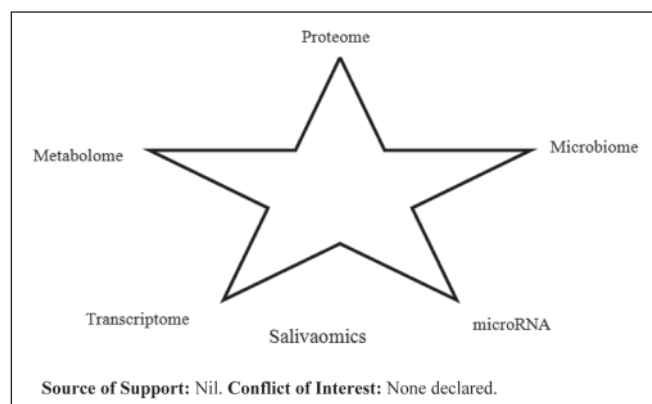 Proteome
Metabolome
Microbiome
Transcriptome
microRNA
Salivaomics
Source of Support: Nil. Conflict of Interest: None declared.